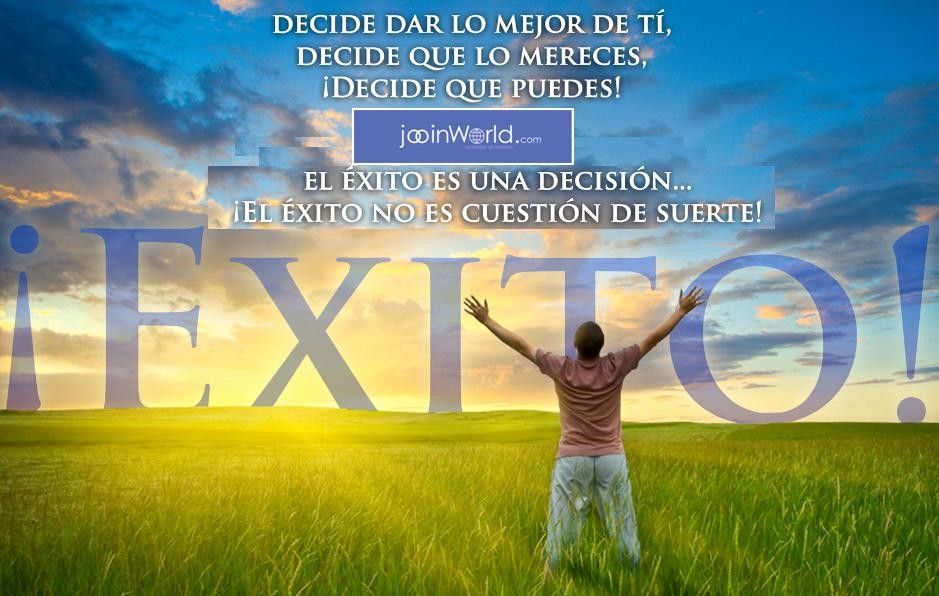 DECIDE DAR LO MEJOR DE TÍ,
DECIDE QUE LO MERECES,
¡DECIDE QUE PUEDES!
jooinWorld.com
EL ÉXITO ES UNA DECISIÓN...
¡EL ÉXITO NO ES CUESTIÓN DE SUERTE!
¡EXITO!